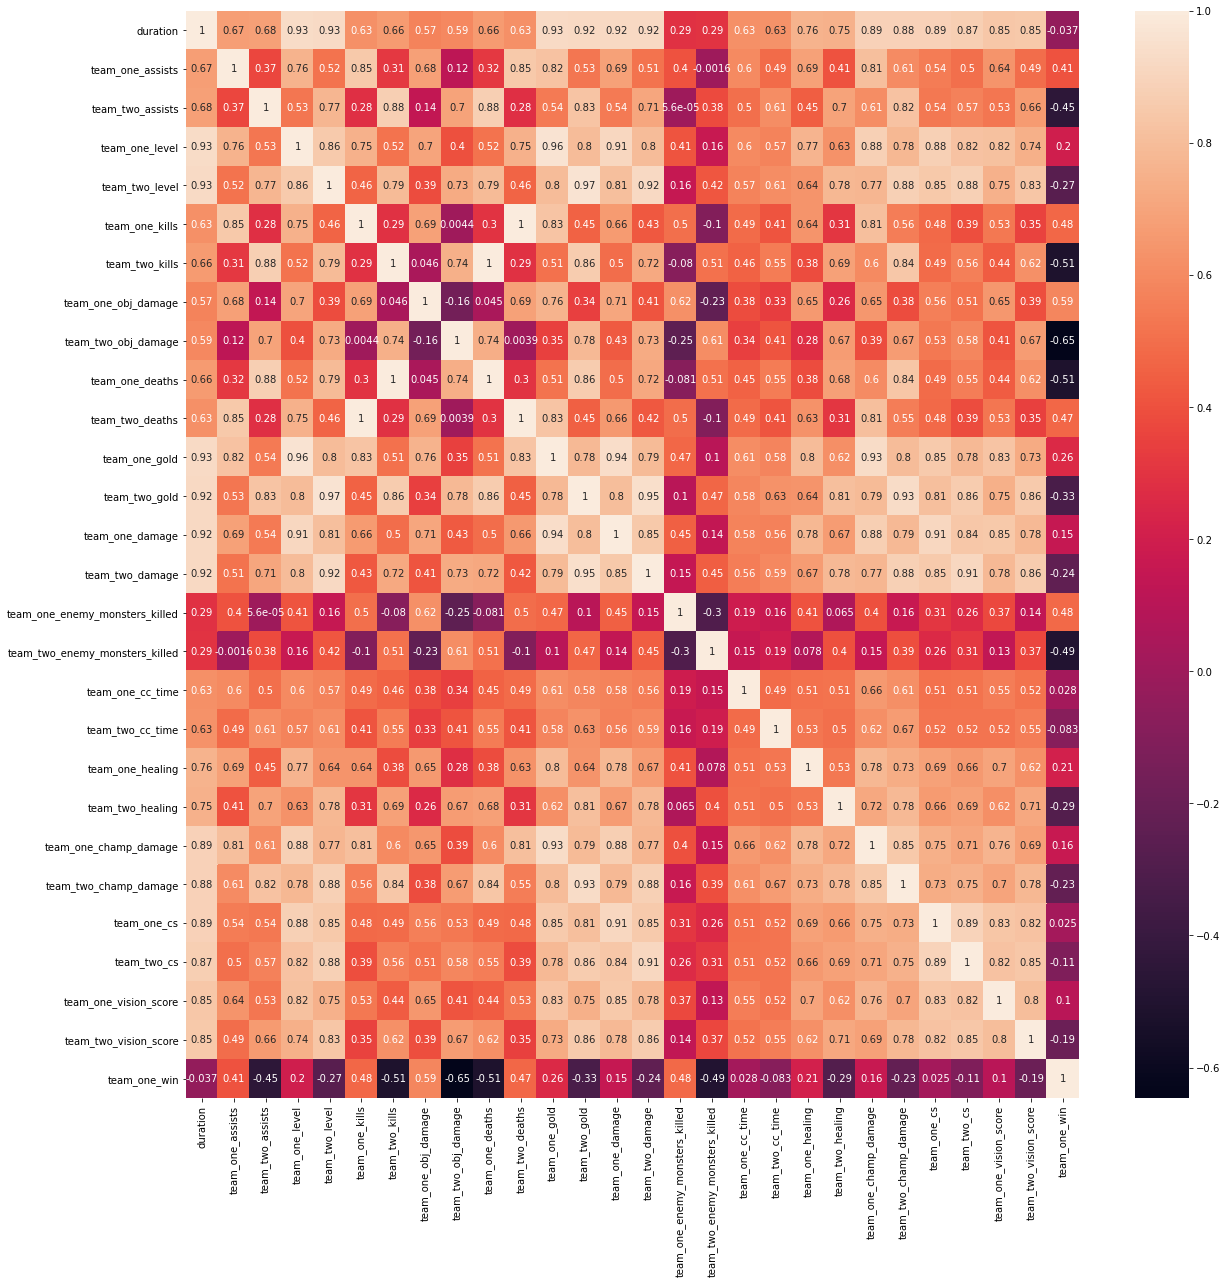 duration 1 0.67 0.68 0.93 0.93 0.63 0.66 0.57 0.59 0.66 0.63 0.93 0.92 0.92 0.92 0.29 0.29 0.63 0.63 0.76 0.75 0.89 0.88 0.89 0.87 0.85 0.85 -0.037
team_one_assists 0.67 1 0.37 0.76 0.52 0.85 0.31 0.68 0.12 0.32 0.85 0.82 0.53 0.69 0.51 0.4 -0.0016 0.6 0.49 0.69 0.41 0.81 0.61 0.54 0.5 0.64 0.49 0.41
team_two_assists 0.68 0.37 1 0.53 0.77 0.28 0.88 0.14 0.7 0.88 0.28 0.54 0.83 0.54 0.71 5.6e-05 0.38 0.5 0.61 0.45 0.7 0.61 0.82 0.54 0.57 0.53 0.66 -0.45
team_one_level 0.93 0.76 0.53 1 0.86 0.75 0.52 0.7 0.4 0.52 0.75 0.96 0.8 0.91 0.8 0.41 0.16 0.6 0.57 0.77 0.63 0.88 0.78 0.88 0.82 0.82 0.74 0.2
team_two_level 0.93 0.52 0.77 0.86 1 0.46 0.79 0.39 0.73 0.79 0.46 0.8 0.97 0.81 0.92 0.16 0.42 0.57 0.61 0.64 0.78 0.77 0.88 0.85 0.88 0.75 0.83 -0.27
team_one_kills 0.63 0.85 0.28 0.75 0.46 1 0.29 0.69 0.0044 0.3 1 0.83 0.45 0.66 0.43 0.5 -0.1 0.49 0.41 0.64 0.31 0.81 0.56 0.48 0.39 0.53 0.35 0.48
team_two_kills 0.66 0.31 0.88 0.52 0.79 0.29 1 0.046 0.74 1 0.29 0.51 0.86 0.5 0.72 -0.08 0.51 0.46 0.55 0.38 0.69 0.6 0.84 0.49 0.56 0.44 0.62 -0.51
team_one_obj_damage 0.57 0.68 0.14 0.7 0.39 0.69 0.046 1 -0.16 0.045 0.69 0.76 0.34 0.71 0.41 0.62 -0.23 0.38 0.33 0.65 0.26 0.65 0.38 0.56 0.51 0.65 0.39 0.59
team_two_obj_damage 0.59 0.12 0.7 0.4 0.73 0.0044 0.74 -0.16 1 0.74 0.0039 0.35 0.78 0.43 0.73 -0.25 0.61 0.34 0.41 0.28 0.67 0.39 0.67 0.53 0.58 0.41 0.67 -0.65
team_one_deaths 0.66 0.32 0.88 0.52 0.79 0.3 1 0.045 0.74 1 0.3 0.51 0.86 0.5 0.72 -0.081 0.51 0.45 0.55 0.38 0.68 0.6 0.84 0.49 0.55 0.44 0.62 -0.51
team_two_deaths 0.63 0.85 0.28 0.75 0.46 1 0.29 0.69 0.0039 0.3 1 0.83 0.45 0.66 0.42 0.5 -0.1 0.49 0.41 0.63 0.31 0.81 0.55 0.48 0.39 0.53 0.35 0.47
team_one_gold 0.93 0.82 0.54 0.96 0.8 0.83 0.51 0.76 0.35 0.51 0.83 1 0.78 0.94 0.79 0.47 0.1 0.61 0.58 0.8 0.62 0.93 0.8 0.85 0.78 0.83 0.73 0.26
team_two_gold 0.92 0.53 0.83 0.8 0.97 0.45 0.86 0.34 0.78 0.86 0.45 0.78 1 0.8 0.95 0.1 0.47 0.58 0.63 0.64 0.81 0.79 0.93 0.81 0.86 0.75 0.86 -0.33
team_one_damage 0.92 0.69 0.54 0.91 0.81 0.66 0.5 0.71 0.43 0.5 0.66 0.94 0.8 1 0.85 0.45 0.14 0.58 0.56 0.78 0.67 0.88 0.79 0.91 0.84 0.85 0.78 0.15
team_two_damage 0.92 0.51 0.71 0.8 0.92 0.43 0.72 0.41 0.73 0.72 0.42 0.79 0.95 0.85 1 0.15 0.45 0.56 0.59 0.67 0.78 0.77 0.88 0.85 0.91 0.78 0.86 -0.24
team_one_enemy_monsters_killed 0.29 0.4 5.6e-05 0.41 0.16 0.5 -0.08 0.62 -0.25 -0.081 0.5 0.47 0.1 0.45 0.15 1 -0.3 0.19 0.16 0.41 0.065 0.4 0.16 0.31 0.26 0.37 0.14 0.48
team_two_enemy_monsters_killed 0.29 -0.0016 0.38 0.16 0.42 -0.1 0.51 -0.23 0.61 0.51 -0.1 0.1 0.47 0.14 0.45 -0.3 1 0.15 0.19 0.078 0.4 0.15 0.39 0.26 0.31 0.13 0.37 -0.49
team_one_cc_time 0.63 0.6 0.5 0.6 0.57 0.49 0.46 0.38 0.34 0.45 0.49 0.61 0.58 0.58 0.56 0.19 0.15 1 0.49 0.51 0.51 0.66 0.61 0.51 0.51 0.55 0.52 0.028
team_two_cc_time 0.63 0.49 0.61 0.57 0.61 0.41 0.55 0.33 0.41 0.55 0.41 0.58 0.63 0.56 0.59 0.16 0.19 0.49 1 0.53 0.5 0.62 0.67 0.52 0.52 0.52 0.55 -0.083
team_one_healing 0.76 0.69 0.45 0.77 0.64 0.64 0.38 0.65 0.28 0.38 0.63 0.8 0.64 0.78 0.67 0.41 0.078 0.51 0.53 1 0.53 0.78 0.73 0.69 0.66 0.7 0.62 0.21
team_two_healing 0.75 0.41 0.7 0.63 0.78 0.31 0.69 0.26 0.67 0.68 0.31 0.62 0.81 0.67 0.78 0.065 0.4 0.51 0.5 0.53 1 0.72 0.78 0.66 0.69 0.62 0.71 -0.29
team_one_champ_damage 0.89 0.81 0.61 0.88 0.77 0.81 0.6 0.65 0.39 0.6 0.81 0.93 0.79 0.88 0.77 0.4 0.15 0.66 0.62 0.78 0.72 1 0.85 0.75 0.71 0.76 0.69 0.16
team_two_champ_damage 0.88 0.61 0.82 0.78 0.88 0.56 0.84 0.38 0.67 0.84 0.55 0.8 0.93 0.79 0.88 0.16 0.39 0.61 0.67 0.73 0.78 0.85 1 0.73 0.75 0.7 0.78 -0.23
team_one_cs 0.89 0.54 0.54 0.88 0.85 0.48 0.49 0.56 0.53 0.49 0.48 0.85 0.81 0.91 0.85 0.31 0.26 0.51 0.52 0.69 0.66 0.75 0.73 1 0.89 0.83 0.82 0.025
team_two_cs 0.87 0.5 0.57 0.82 0.88 0.39 0.56 0.51 0.58 0.55 0.39 0.78 0.86 0.84 0.91 0.26 0.31 0.51 0.52 0.66 0.69 0.71 0.75 0.89 1 0.82 0.85 -0.11
team_one_vision_score 0.85 0.64 0.53 0.82 0.75 0.53 0.44 0.65 0.41 0.44 0.53 0.83 0.75 0.85 0.78 0.37 0.13 0.55 0.52 0.7 0.62 0.76 0.7 0.83 0.82 1 0.8 0.1
team_two_vision_score 0.85 0.49 0.66 0.74 0.83 0.35 0.62 0.39 0.67 0.62 0.35 0.73 0.86 0.78 0.86 0.14 0.37 0.52 0.55 0.62 0.71 0.69 0.78 0.82 0.85 0.8 1 -0.19
team_one_win -0.037 0.41 -0.45 0.2 -0.27 0.48 -0.51 0.59 -0.65 -0.51 0.47 0.26 -0.33 0.15 -0.24 0.48 -0.49 0.028 -0.083 0.21 -0.29 0.16 -0.23 0.025 -0.11 0.1 -0.19 1
duration
team_one_assists
team_two_assists
team_one_level
team_two_level
team_one_kills
team_two_kills
team_one_obj_damage
team_two_obj_damage
team_one_deaths
team_two_deaths
team_one_gold
team_two_gold
team_one_damage
team_two_damage
team_one_enemy_monsters_killed
team_two_enemy_monsters_killed
team_one_cc_time
team_two_cc_time
team_one_healing
team_two_healing
team_one_champ_damage
team_two_champ_damage
team_one_cs
team_two_cs
team_one_vision_score
team_two_vision_score
team_one_win
1.0
0.8
0.6
0.4
0.2
0.0
−0.2
−0.4
−0.6